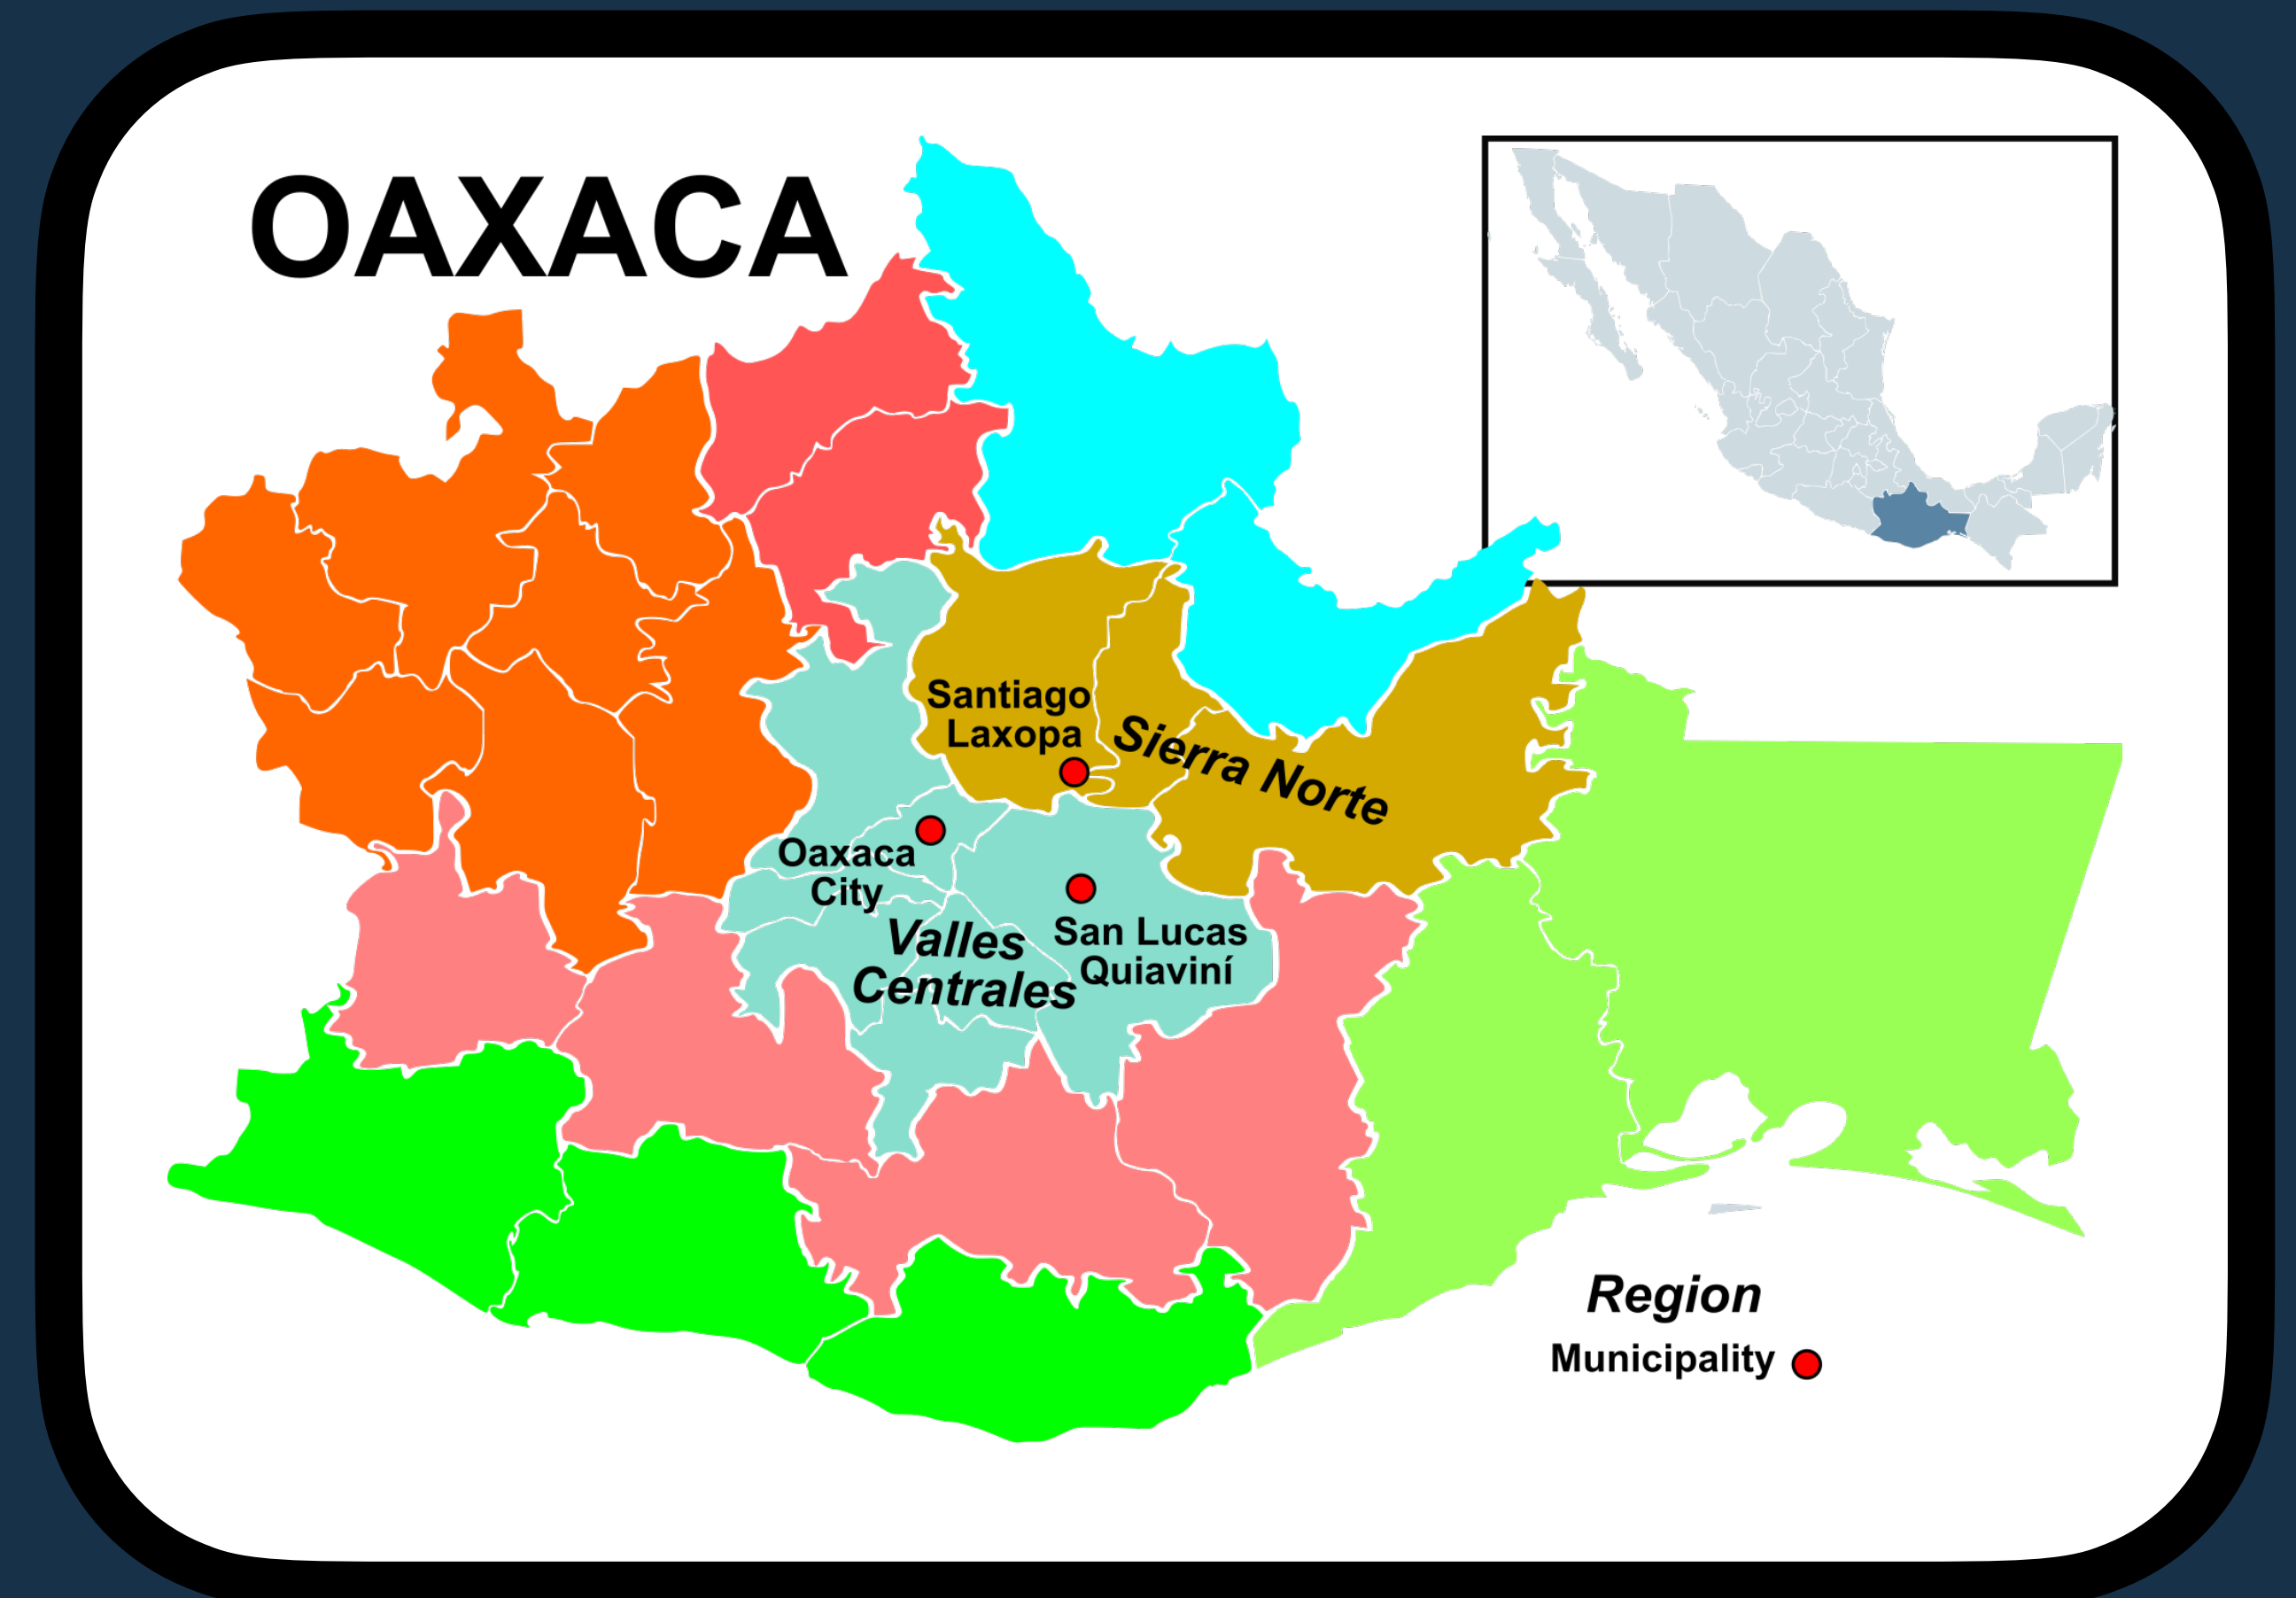 OAXACA
Santiago
Laxopa
Sierra Norte
Oaxaca
City
Valles
Centrales
San Lucas
Quiaviní
Region
Municipality